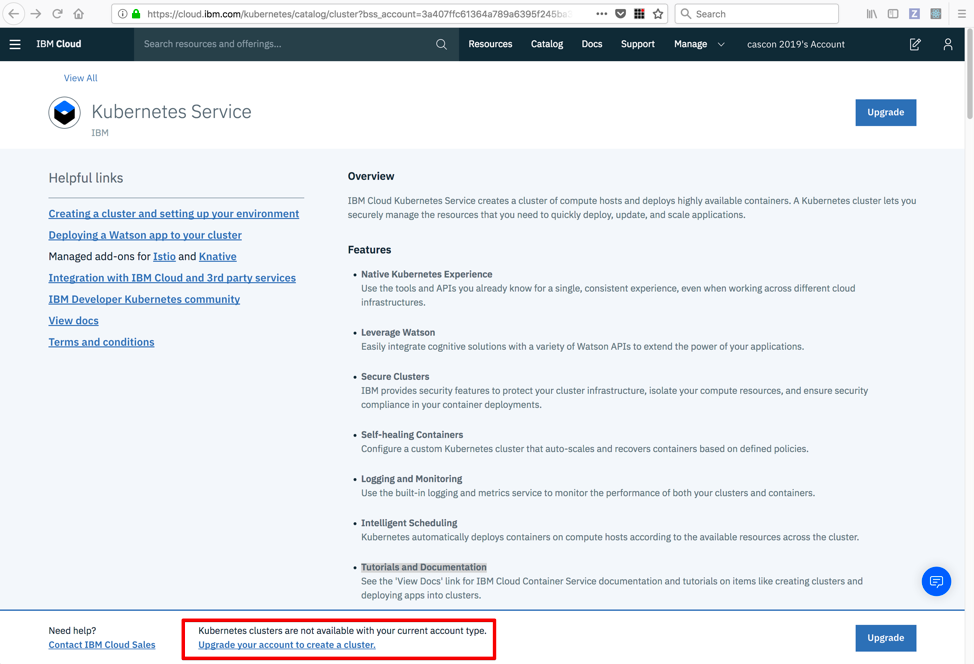 https://cloud.ibm.com/kubernetes/catalog/cluster?bss_account=3a407ffc61364a789a6395f245ba
Search
IBM Cloud
Search resources and offerings...
Resources
Catalog
Docs
Support
Manage
cascon 2019's Account
View All
Kubernetes Service
IBM
Upgrade
Helpful links
Creating a cluster and setting up your environment
Deploying a Watson app to your cluster
Managed add-ons for Istio and Knative
Integration with IBM Cloud and 3rd party services
IBM Developer Kubernetes community
View docs
Terms and conditions
Overview
IBM Cloud Kubernetes Service creates a cluster of compute hosts and deploys highly available containers. A Kubernetes cluster lets you
securely manage the resources that you need to quickly deploy, update, and scale applications.
Features
• Native Kubernetes Experience
Use the tools and APIs you already know for a single, consistent experience, even when working across different cloud
infrastructures.
• Leverage Watson
Easily integrate cognitive solutions with a variety of Watson APIs to extend the power of your applications.
• Secure Clusters
IBM provides security features to protect your cluster infrastructure, isolate your compute resources, and ensure security
compliance in your container deployments.
• Self-healing Containers
Configure a custom Kubernetes cluster that auto-scales and recovers containers based on defined policies.
• Logging and Monitoring
Use the built-in logging and metrics service to monitor the performance of both your clusters and containers.
• Intelligent Scheduling
Kubernetes automatically deploys containers on compute hosts according to the available resources across the cluster.
• Tutorials and Documentation
See the 'View Docs' link for IBM Cloud Container Service documentation and tutorials on items like creating clusters and
deploying apps into clusters.
Need help?
Contact IBM Cloud Sales
Kubernetes clusters are not available with your current account type.
Upgrade your account to create a cluster.
Upgrade